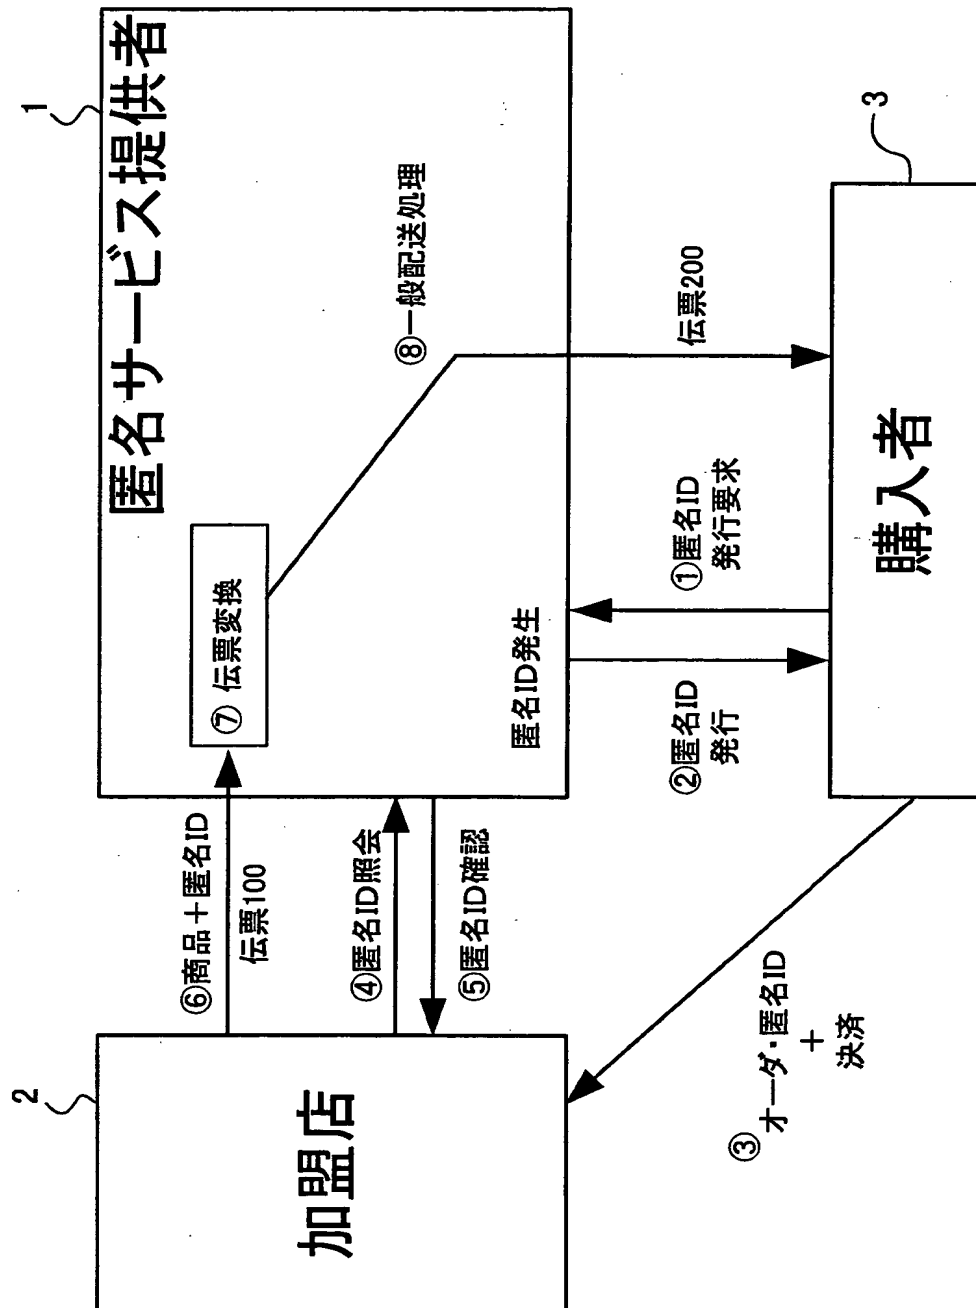 1
匿名サービス提供者
⑦ 伝票変換
⑧一般配送処理
匿名ID発生
2
加盟店
⑥商品＋匿名ID
伝票100
④匿名ID照会
⑤匿名ID確認
3
購入者
①匿名ID
発行要求
②匿名ID
発行
伝票200
③
オーダ・匿名ID
＋
決済